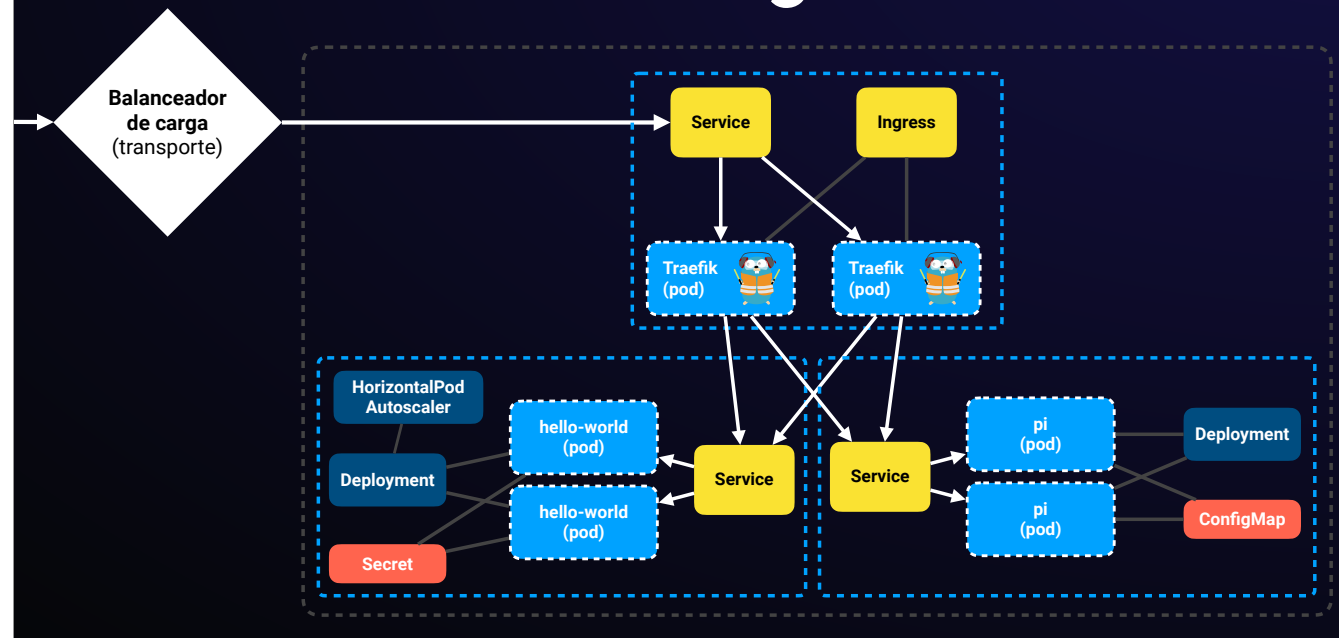 Balanceador
de carga
(transporte)
Service
Ingress
Traefik
(pod)
Traefik
(pod)
HorizontalPod
Autoscaler
Deployment
Secret
hello-world
(pod)
hello-world
(pod)
Service
Service
pi
(pod)
pi
(pod)
Deployment
ConfigMap